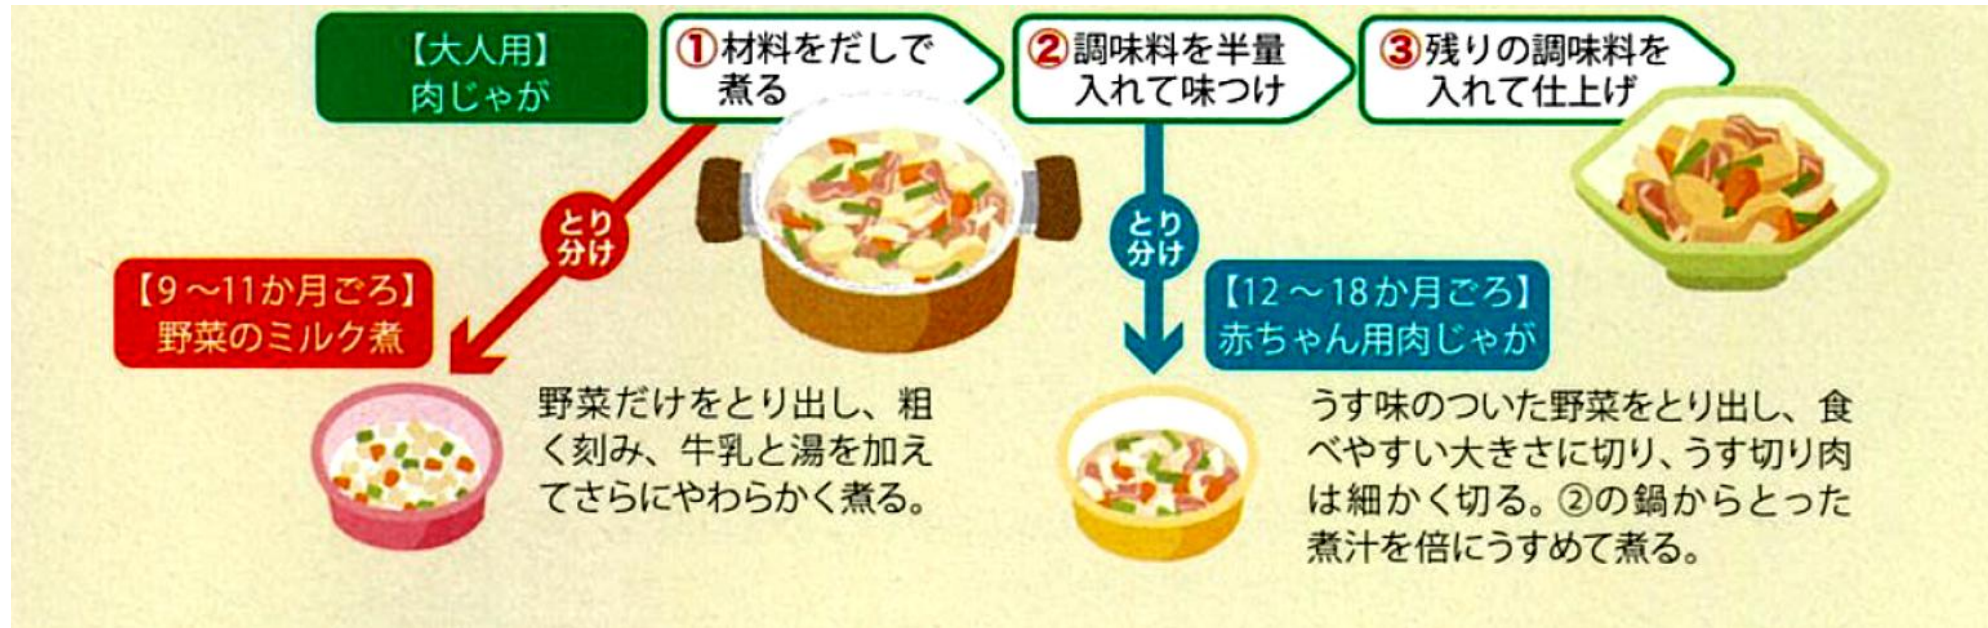 【大人用】
肉じゃが
①材料をだしで
煮る
②調味料を半量
入れて味つけ
③残りの調味料を
入れて仕上げ
とり
分け
【9～11か月ごろ】
野菜のミルク煮
野菜だけをとり出し、粗
く刻み、牛乳と湯を加え
てさらにやわらかく煮る。
とり
分け
【12～18か月ごろ】
赤ちゃん用肉じゃが
うす味のついた野菜をとり出し、食
べやすい大きさに切り、うす切り肉
は細かく切る。②の鍋からとった
煮汁を倍にうすめて煮る。